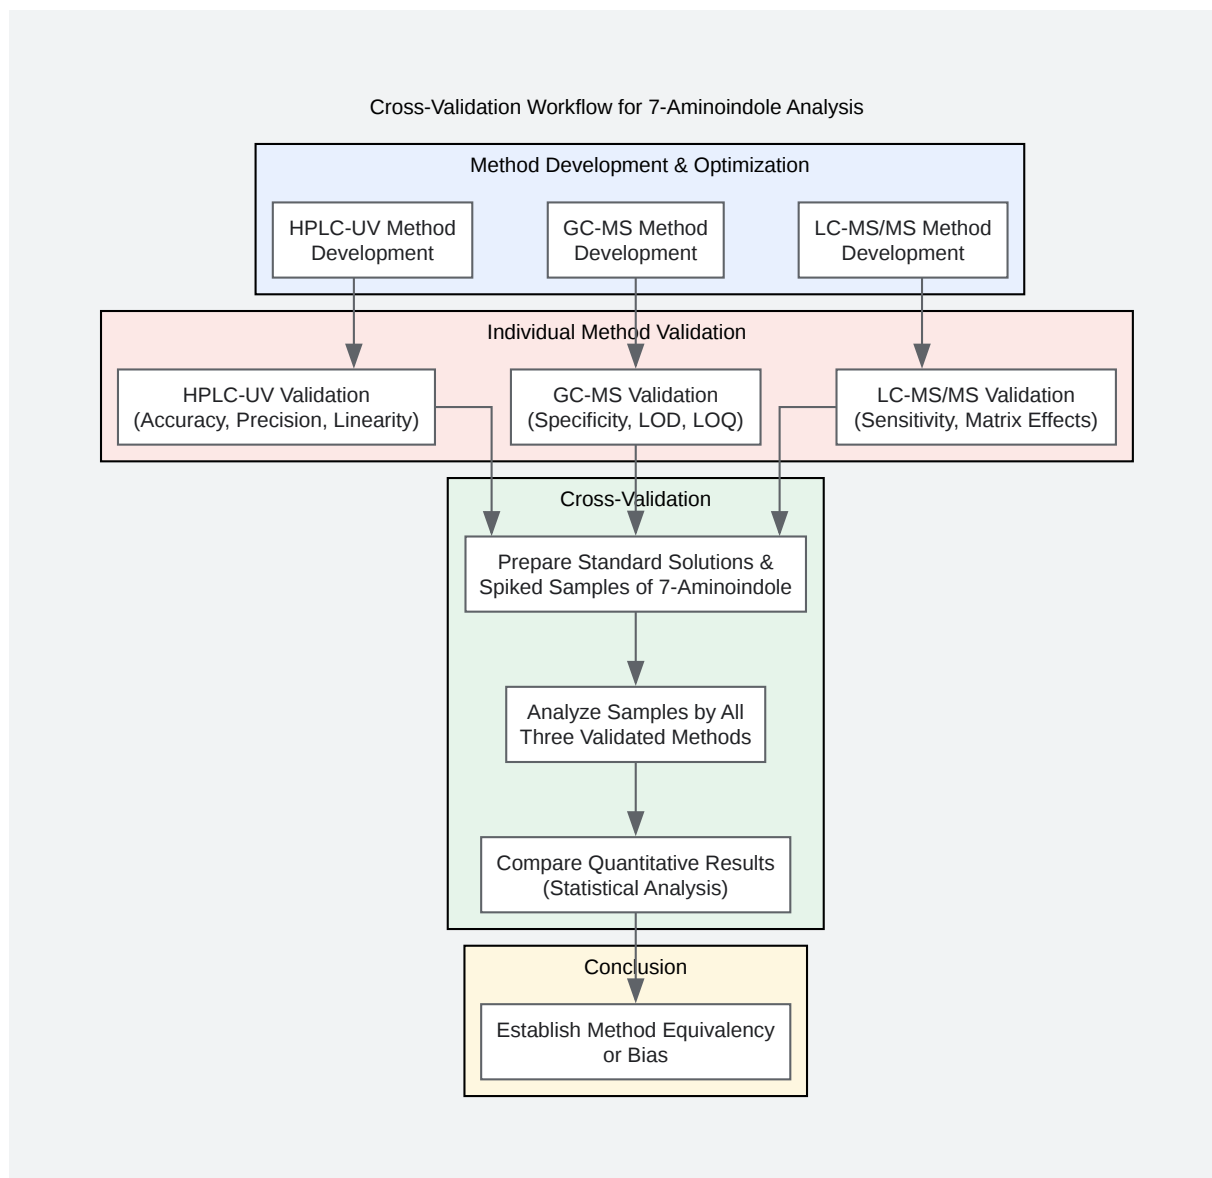 Cross-Validation Workflow for 7-Aminoindole Analysis
Method Development & Optimization
HPLC-UV Method
Development
GC-MS Method
Development
LC-MS/MS Method
Development
Individual Method Validation
HPLC-UV Validation
(Accuracy, Precision, Linearity)
GC-MS Validation
(Specificity, LOD, LOQ)
LC-MS/MS Validation
(Sensitivity, Matrix Effects)
Cross-Validation
Prepare Standard Solutions &
Spiked Samples of 7-Aminoindole
Analyze Samples by All
Three Validated Methods
Compare Quantitative Results
(Statistical Analysis)
Conclusion
Establish Method Equivalency
or Bias